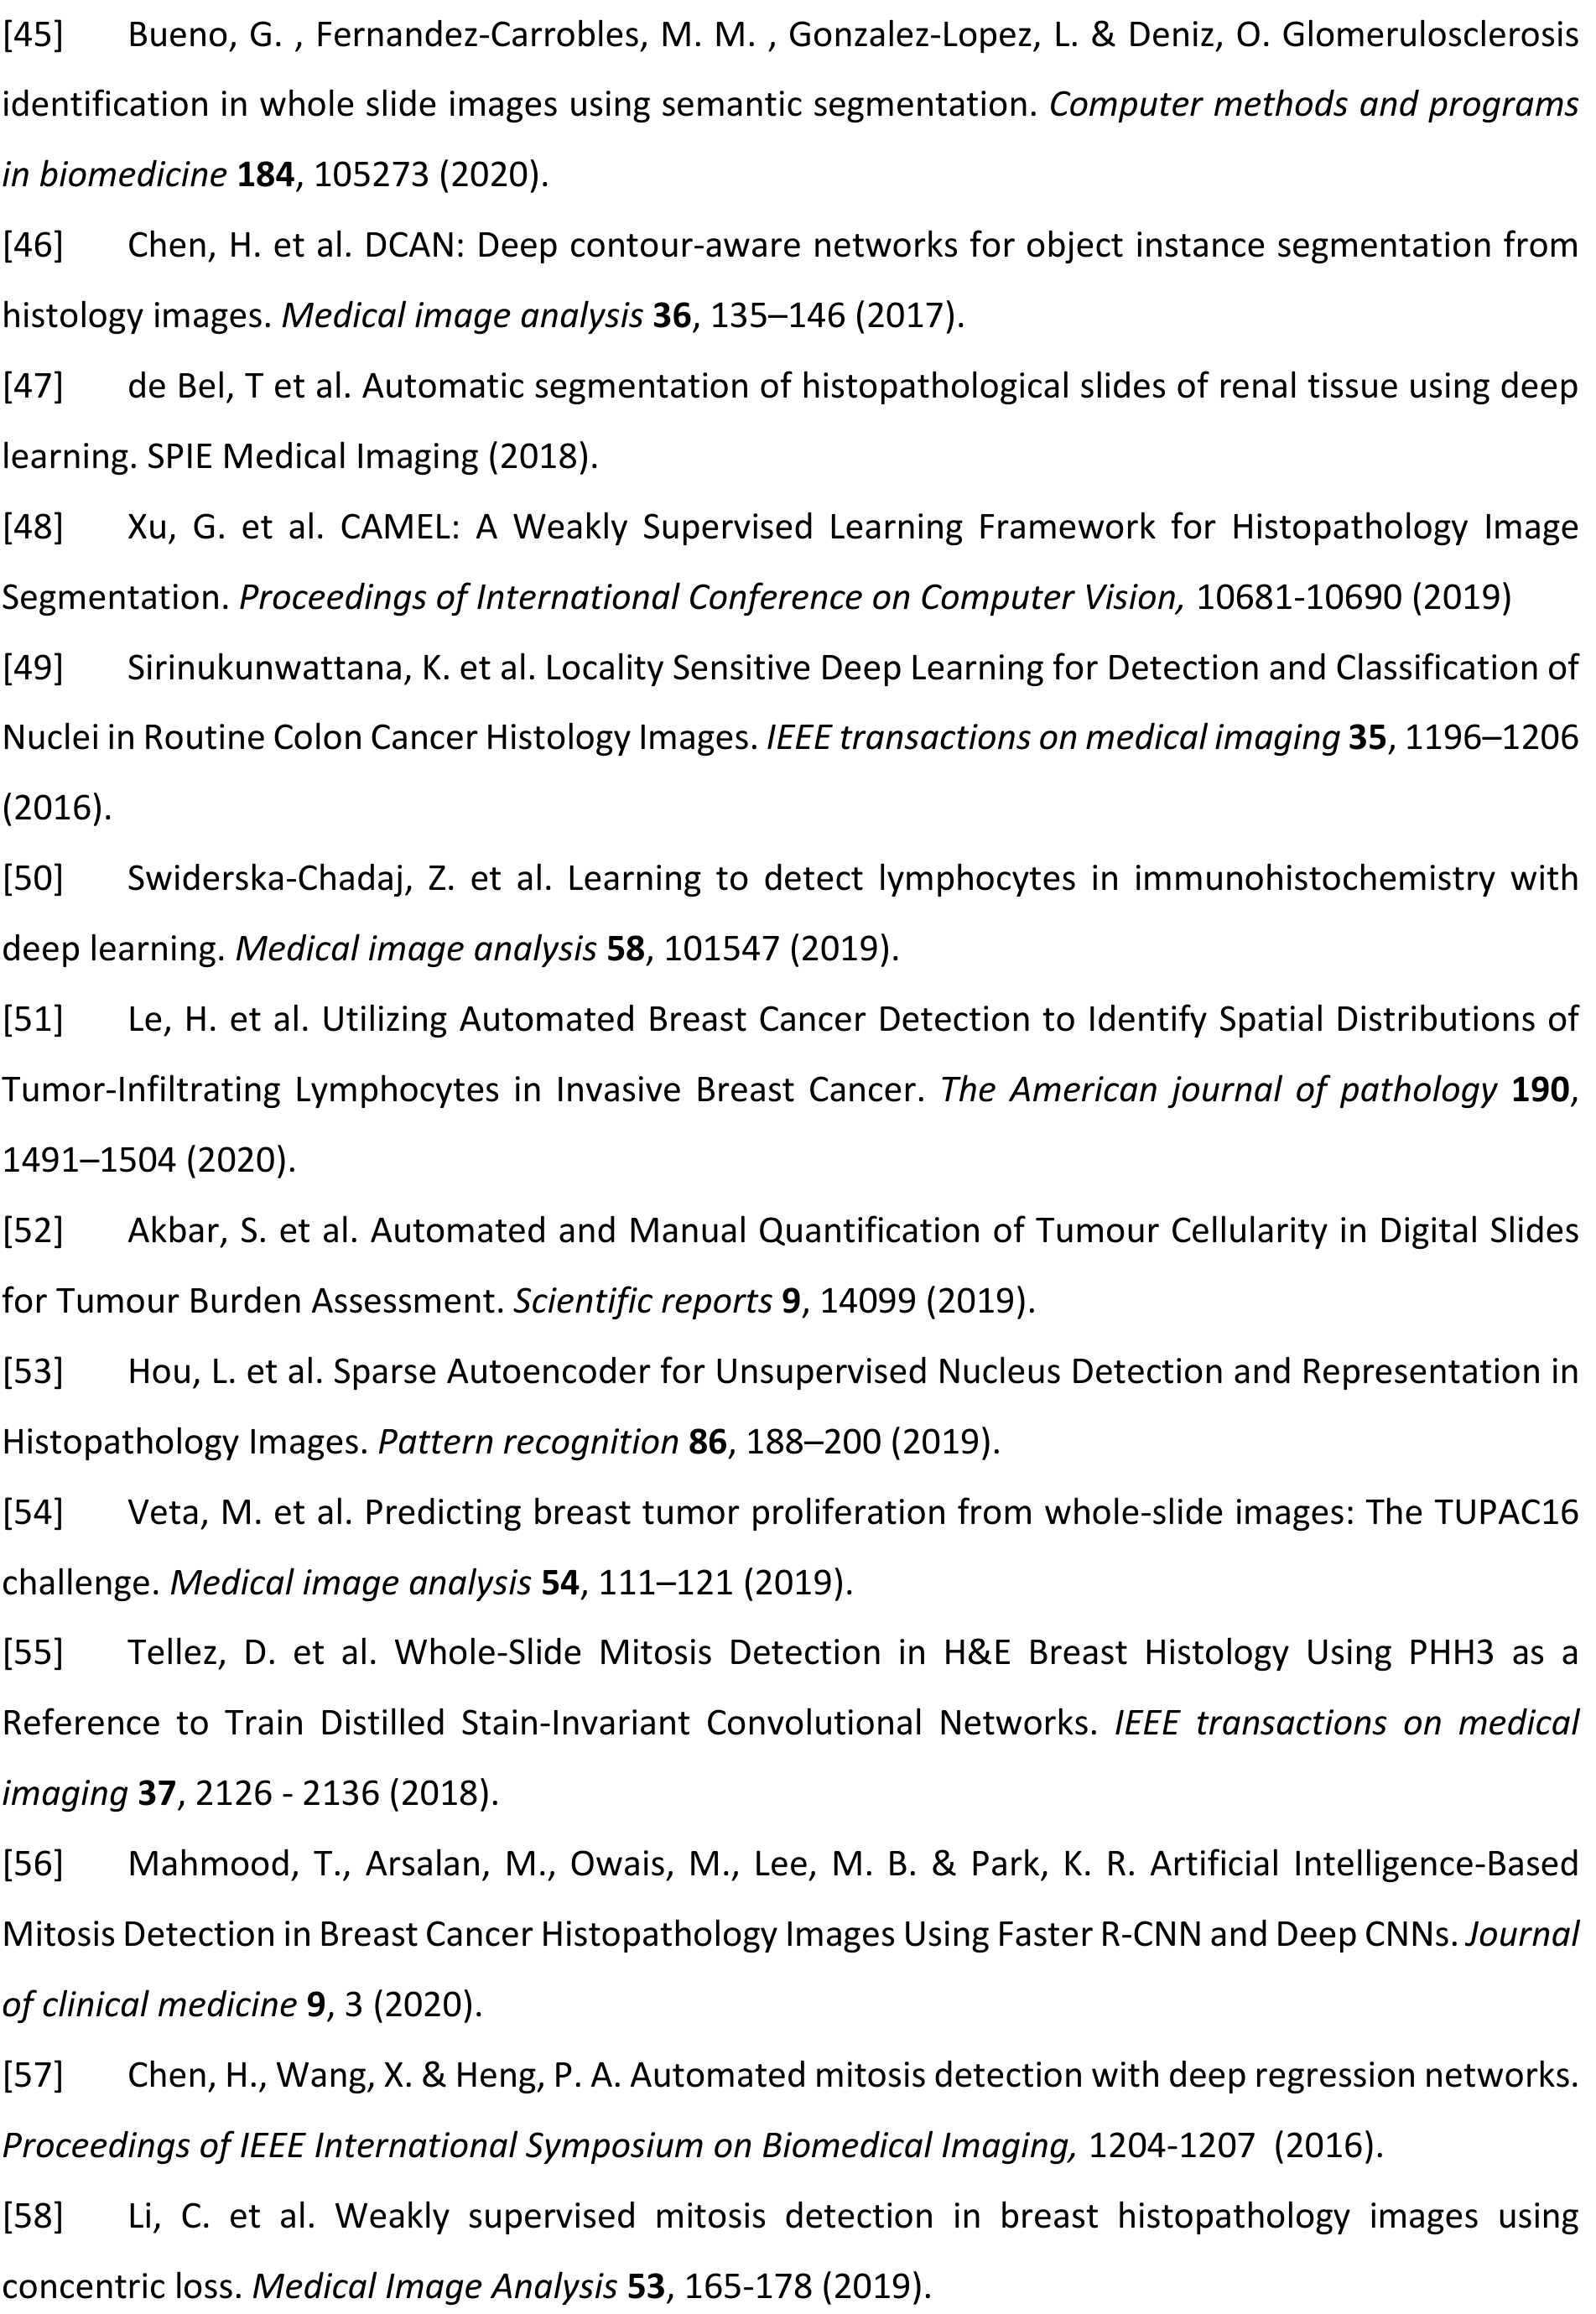 [45] Bueno, G. , Fernandez-Carrobles, M. M. , Gonzalez-Lopez, L. & Deniz, O. Glomerulosclerosis
identification in whole slide images using semantic segmentation. Computer methods and programs
in biomedicine 184, 105273 (2020).
[46] Chen, H. et al. DCAN: Deep contour-aware networks for object instance segmentation from
histology images. Medical image analysis 36, 135–146 (2017).
[47] de Bel, T et al. Automatic segmentation of histopathological slides of renal tissue using deep
learning. SPIE Medical Imaging (2018).
[48] Xu, G. et al. CAMEL: A Weakly Supervised Learning Framework for Histopathology Image
Segmentation. Proceedings of International Conference on Computer Vision, 10681-10690 (2019)
[49] Sirinukunwattana, K. et al. Locality Sensitive Deep Learning for Detection and Classification of
Nuclei in Routine Colon Cancer Histology Images. IEEE transactions on medical imaging 35, 1196–1206
(2016).
[50] Swiderska-Chadaj, Z. et al. Learning to detect lymphocytes in immunohistochemistry with
deep learning. Medical image analysis 58, 101547 (2019).
[51] Le, H. et al. Utilizing Automated Breast Cancer Detection to Identify Spatial Distributions of
Tumor-Infiltrating Lymphocytes in Invasive Breast Cancer. The American journal of pathology 190,
1491–1504 (2020).
[52] Akbar, S. et al. Automated and Manual Quantification of Tumour Cellularity in Digital Slides
for Tumour Burden Assessment. Scientific reports 9, 14099 (2019).
[53] Hou, L. et al. Sparse Autoencoder for Unsupervised Nucleus Detection and Representation in
Histopathology Images. Pattern recognition 86, 188–200 (2019).
[54] Veta, M. et al. Predicting breast tumor proliferation from whole-slide images: The TUPAC16
challenge. Medical image analysis 54, 111–121 (2019).
[55] Tellez, D. et al. Whole-Slide Mitosis Detection in H&E Breast Histology Using PHH3 as a
Reference to Train Distilled Stain-Invariant Convolutional Networks. IEEE transactions on medical
imaging 37, 2126 - 2136 (2018).
[56] Mahmood, T., Arsalan, M., Owais, M., Lee, M. B. & Park, K. R. Artificial Intelligence-Based
Mitosis Detection in Breast Cancer Histopathology Images Using Faster R-CNN and Deep CNNs. Journal
of clinical medicine 9, 3 (2020).
[57] Chen, H., Wang, X. & Heng, P. A. Automated mitosis detection with deep regression networks.
Proceedings of IEEE International Symposium on Biomedical Imaging, 1204-1207 (2016).
[58] Li, C. et al. Weakly supervised mitosis detection in breast histopathology images using
concentric loss. Medical Image Analysis 53, 165-178 (2019).